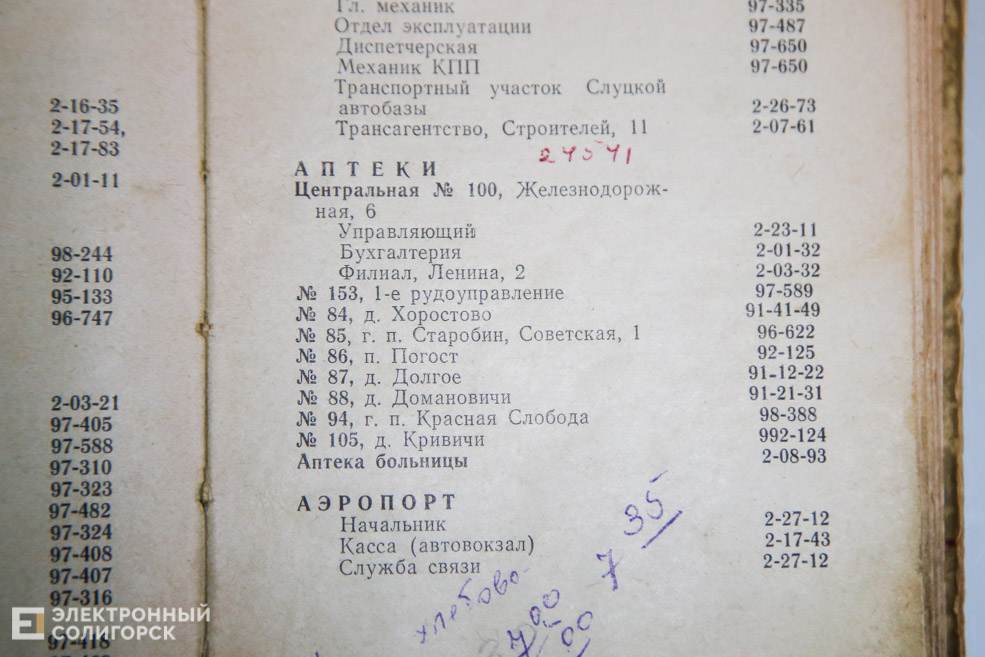 2-16-35
2-17-54,
2-17-83
2-01-11
98-244
92-110
95-133
96-747
2-03-21
97-405
97-588
97-310
97-323
97-482
97-324
97-408
97-407
97-316
97-418
Гл. механик 97-335
Отдел эксплуатации 97-487
Диспетчерская 97-650
Механик КПП 97-650
Транспортный участок Слуцкой
автобазы 2-26-73
Трансагентство, Строителей, 11 2-07-61
24541
АПТЕКИ
Центральная № 100, Железнодорож-
ная, 6
Управляющий 2-23-11
Бухгалтерия 2-01-32
Филиал, Ленина, 2 2-03-32
№ 153, 1-е рудоуправление 97-589
№ 84, д. Хоростово 91-41-49
№ 85, г. п. Старобин, Советская, 1 96-622
№ 86, п. Погост 92-125
№ 87, д. Долгое 91-12-22
№ 88, д. Домановичи 91-21-31
№ 94, г. п. Красная Слобода 98-388
№ 105, д. Кривичи 992-124
Аптека больницы 2-08-93
АЭРОПОРТ
Начальник 2-27-12
Касса (автовокзал) 2-17-43
Служба связи 2-27-12
7 35
хлебово-
7 00
00
ЭЛЕКТРОННЫЙ
СОЛИГОРСК